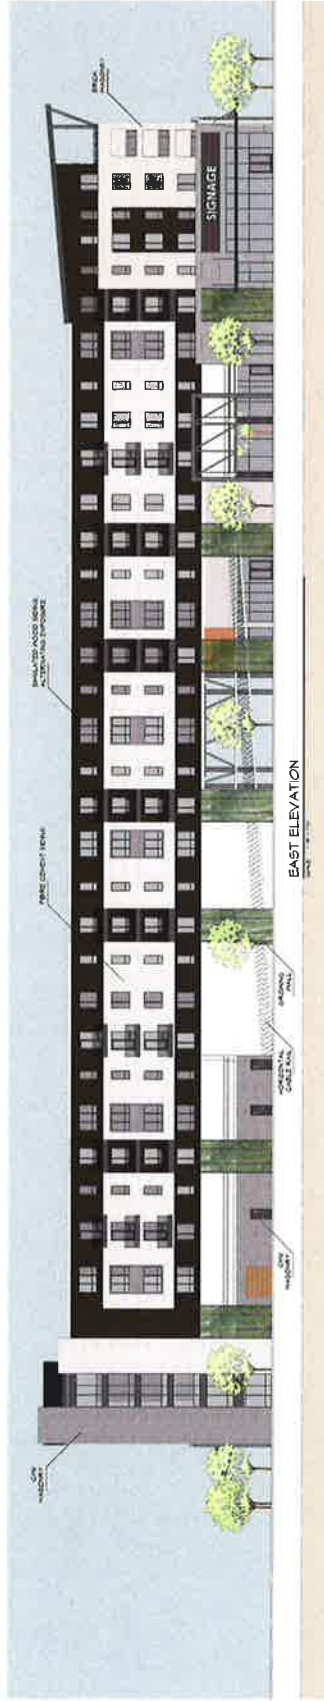 CMU
MASONRY
FIBRE CEMENT SIDING
SIMULATED WOOD SIDING
ALTERNATING EXPOSURE
BRICK
MASONRY
SIGNAGE
CMU
MASONRY
HORIZONTAL
CABLE RAIL
GROWING
WALL
EAST ELEVATION